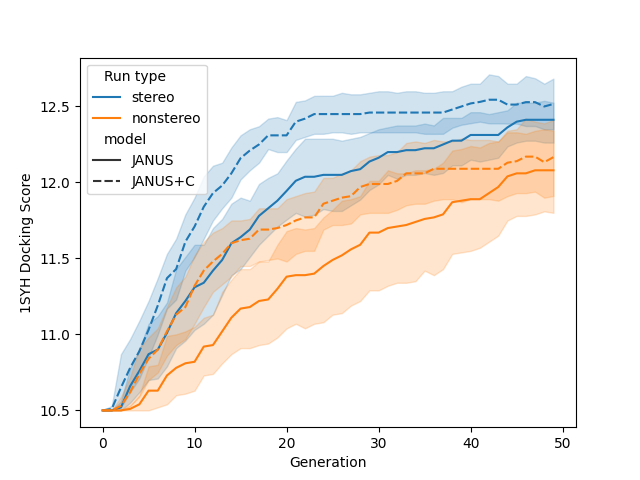 Run type
stereo
nonstereo
model
JANUS
JANUS+C
1SYH Docking Score
12.5
12.0
11.5
11.0
10.5
0 10 20 30 40 50
Generation